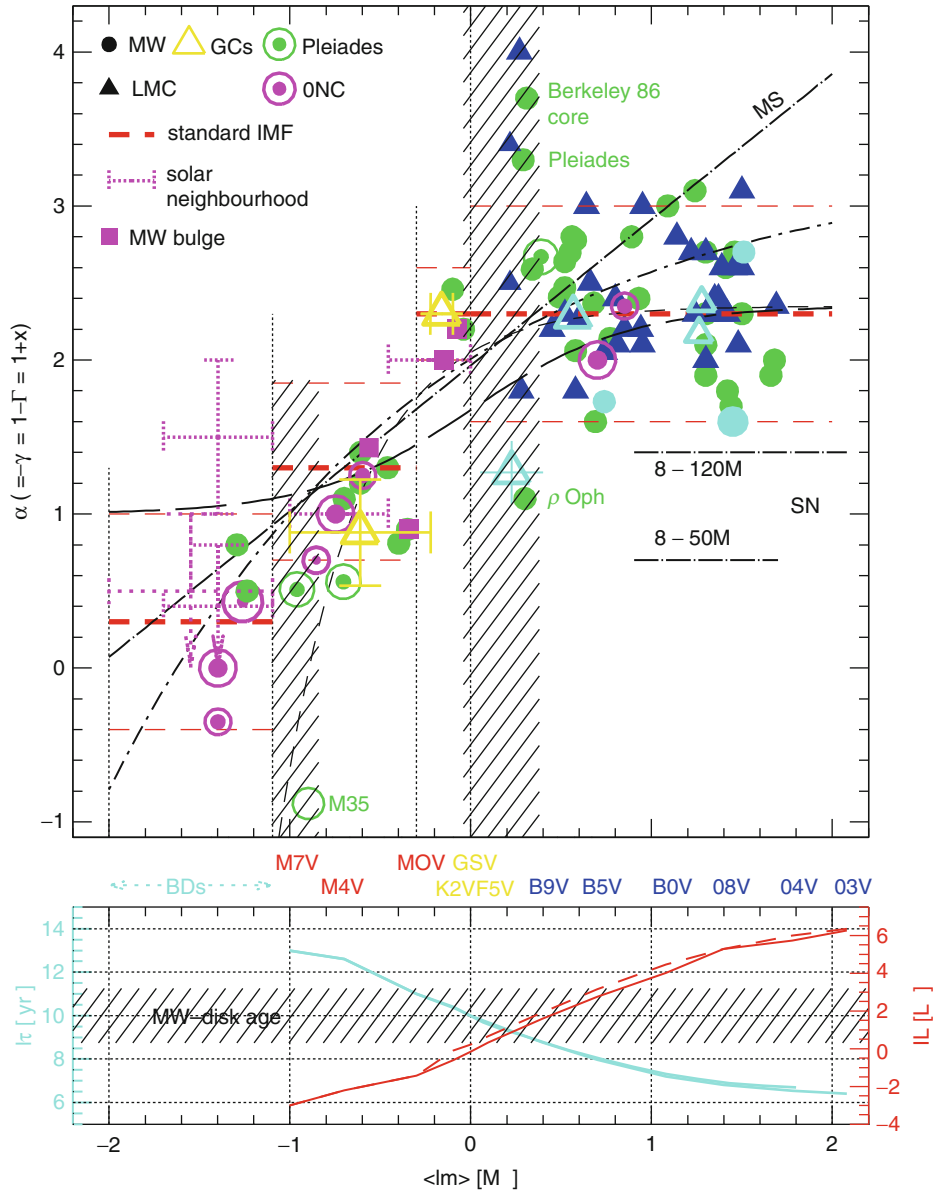 4
3
2
1
0
−1
α ( =−γ = 1−Γ = 1+x)
MW
GCs
Pleiades
LMC
0NC
standard IMF
solar
neighbourhood
MW bulge
Berkeley 86
core
Pleiades
MS
8 − 120M
SN
8 − 50M
ρ Oph
M35
M7V
MOV
GSV
BDs
M4V
K2VF5V
B9V
B5V
B0V
08V
04V
03V
14
12
10
8
6
lτ [ yr]
MW−disk age
6
4
2
0
−2
−4
lL [ L ]
−2
−1
0
1
2
<lm> [M ]